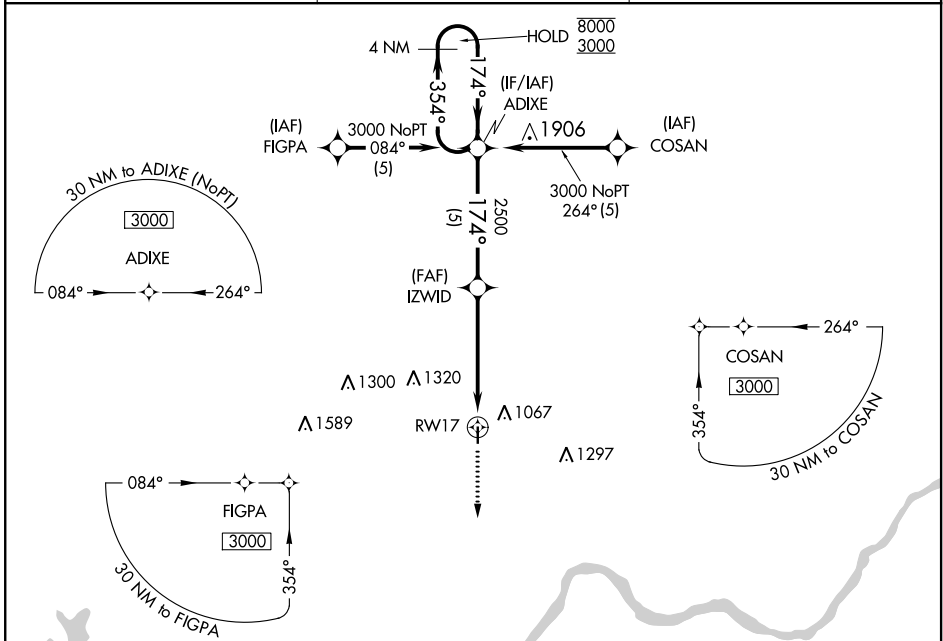 HOLD 8000
3000
4 NM
174°
354°
(IF/IAF)
ADIXE
(IAF)
FIGPA
3000 NoPT
084°
(5)
1906
(IAF)
COSAN
3000 NoPT
264° (5)
30 NM to ADIXE (NoPT)
3000
ADIXE
084°
264°
2500
174°
(5)
(FAF)
IZWID
264°
COSAN
3000
354°
30 NM to COSAN
1300
1320
1589
RW17
1067
1297
084°
FIGPA
3000
354°
30 NM to FIGPA